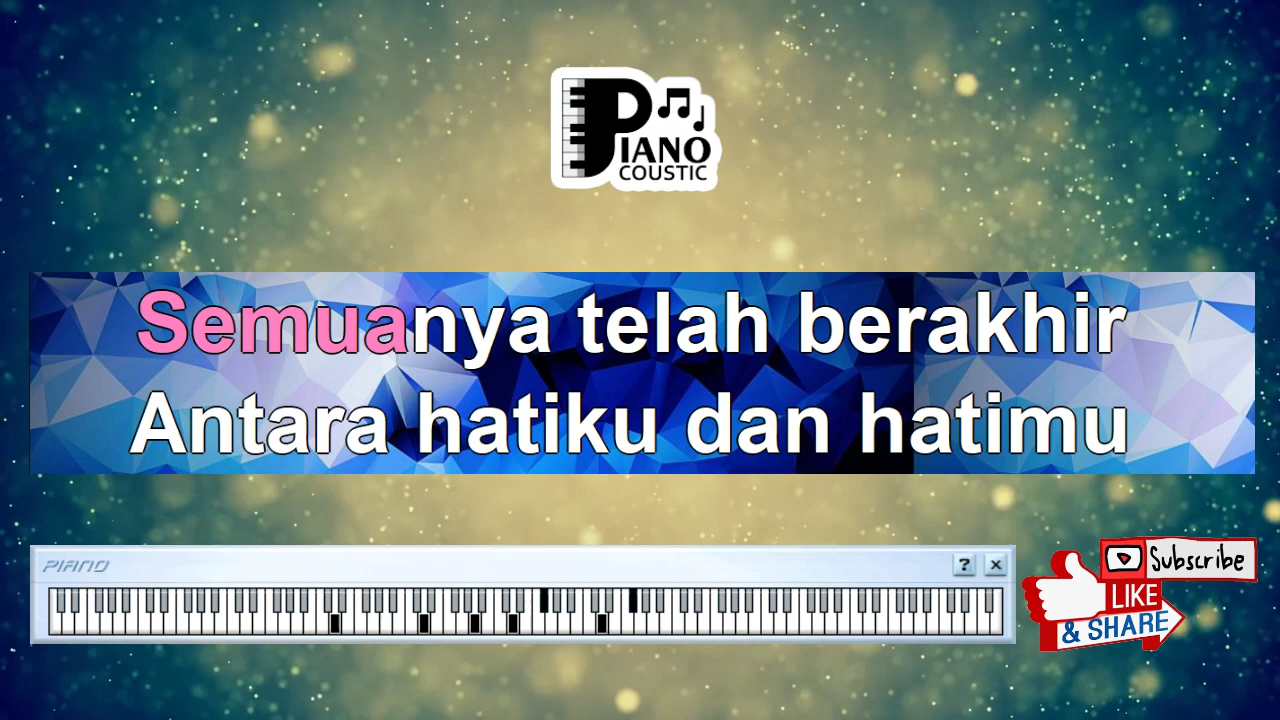 PIANO
COUSTIC
Semuanya telah berakhir
Antara hatiku dan hatimu
PIANO
? ×
Subscribe
LIKE
& SHARE